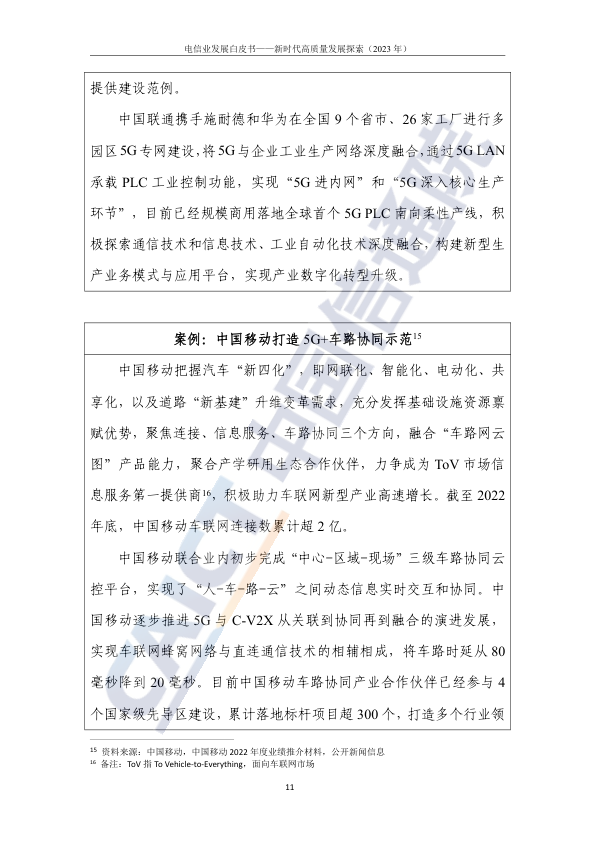 电信业发展白皮书——新时代高质量发展探索（2023 年）
提供建设范例。
中国联通携手施耐德和华为在全国 9 个省市、26 家工厂进行多
园区 5G 专网建设，将 5G 与企业工业生产网络深度融合，通过 5G LAN
承载 PLC 工业控制功能，实现“5G 进内网”和“5G 深入核心生产
环节”，目前已经规模商用落地全球首个 5G PLC 南向柔性产线，积
极探索通信技术和信息技术、工业自动化技术深度融合，构建新型生
产业务模式与应用平台，实现产业数字化转型升级。
案例：中国移动打造 5G+车路协同示范15
中国移动把握汽车“新四化”，即网联化、智能化、电动化、共
享化，以及道路“新基建”升维变革需求，充分发挥基础设施资源禀
赋优势，聚焦连接、信息服务、车路协同三个方向，融合“车路网云
图”产品能力，聚合产学研用生态合作伙伴，力争成为 ToV 市场信
息服务第一提供商16，积极助力车联网新型产业高速增长。截至 2022
年底，中国移动车联网连接数累计超 2 亿。
中国移动联合业内初步完成“中心-区域-现场”三级车路协同云
控平台，实现了“人-车-路-云”之间动态信息实时交互和协同。中
国移动逐步推进 5G 与 C-V2X 从关联到协同再到融合的演进发展，
实现车联网蜂窝网络与直连通信技术的相辅相成，将车路时延从 80
毫秒降到 20 毫秒。目前中国移动车路协同产业合作伙伴已经参与 4
个国家级先导区建设，累计落地标杆项目超 300 个，打造多个行业领
15 资料来源：中国移动，中国移动 2022 年度业绩推介材料，公开新闻信息
16 备注：ToV 指 To Vehicle-to-Everything，面向车联网市场
11
CAICT 中国信通院